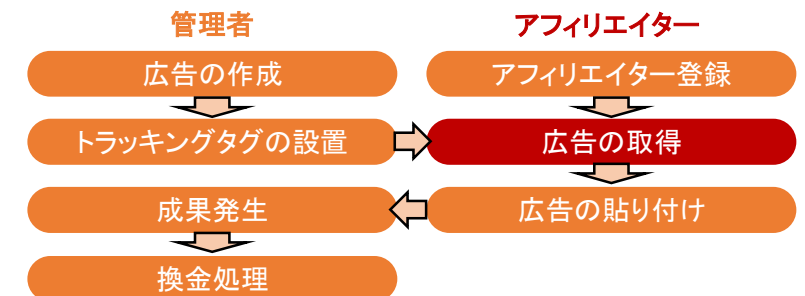 管理者
アフィリエイター
広告の作成
アフィリエイター登録
トラッキングタグの設置
広告の取得
成果発生
広告の貼り付け
換金処理